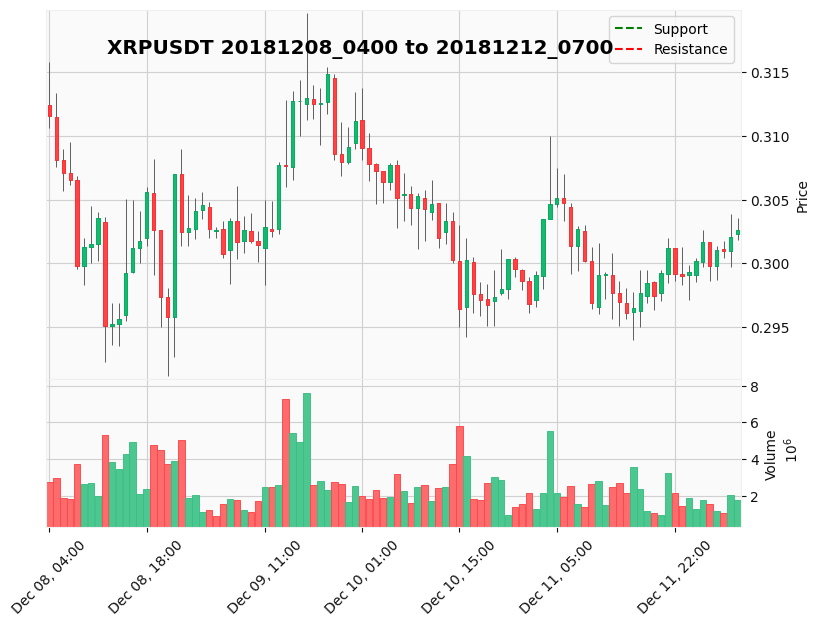 XRPUSDT 20181208_0400 to 20181212_0700
Support
Resistance
0.315
0.310
0.305
0.300
0.295
Price
8
6
4
2
Volume
10^6
Dec 08, 04:00
Dec 08, 18:00
Dec 09, 11:00
Dec 10, 01:00
Dec 10, 15:00
Dec 11, 05:00
Dec 11, 22:00